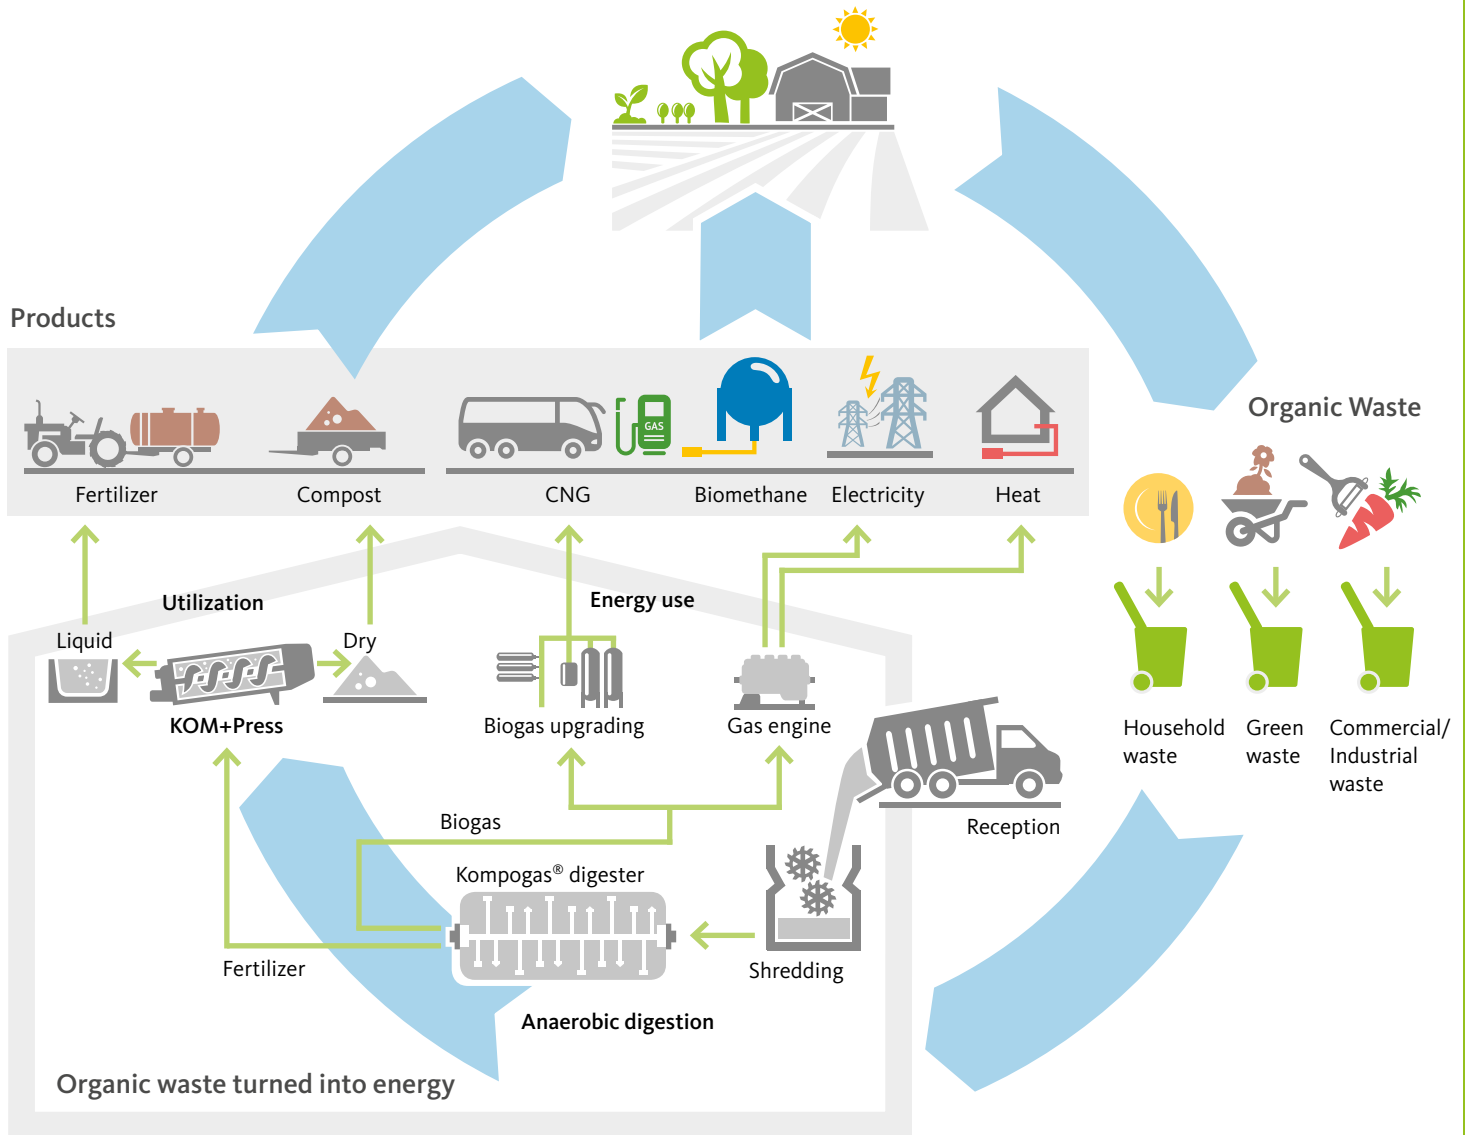 Products
Organic Waste
GAS
Fertilizer
Compost
CNG
Biomethane
Electricity
Heat
Utilization
Energy use
Liquid
Dry
KOM+Press
Biogas upgrading
Gas engine
Household
waste
Green
waste
Commercial/
Industrial
waste
Reception
Biogas
Kompogas® digester
Fertilizer
Shredding
Anaerobic digestion
Organic waste turned into energy